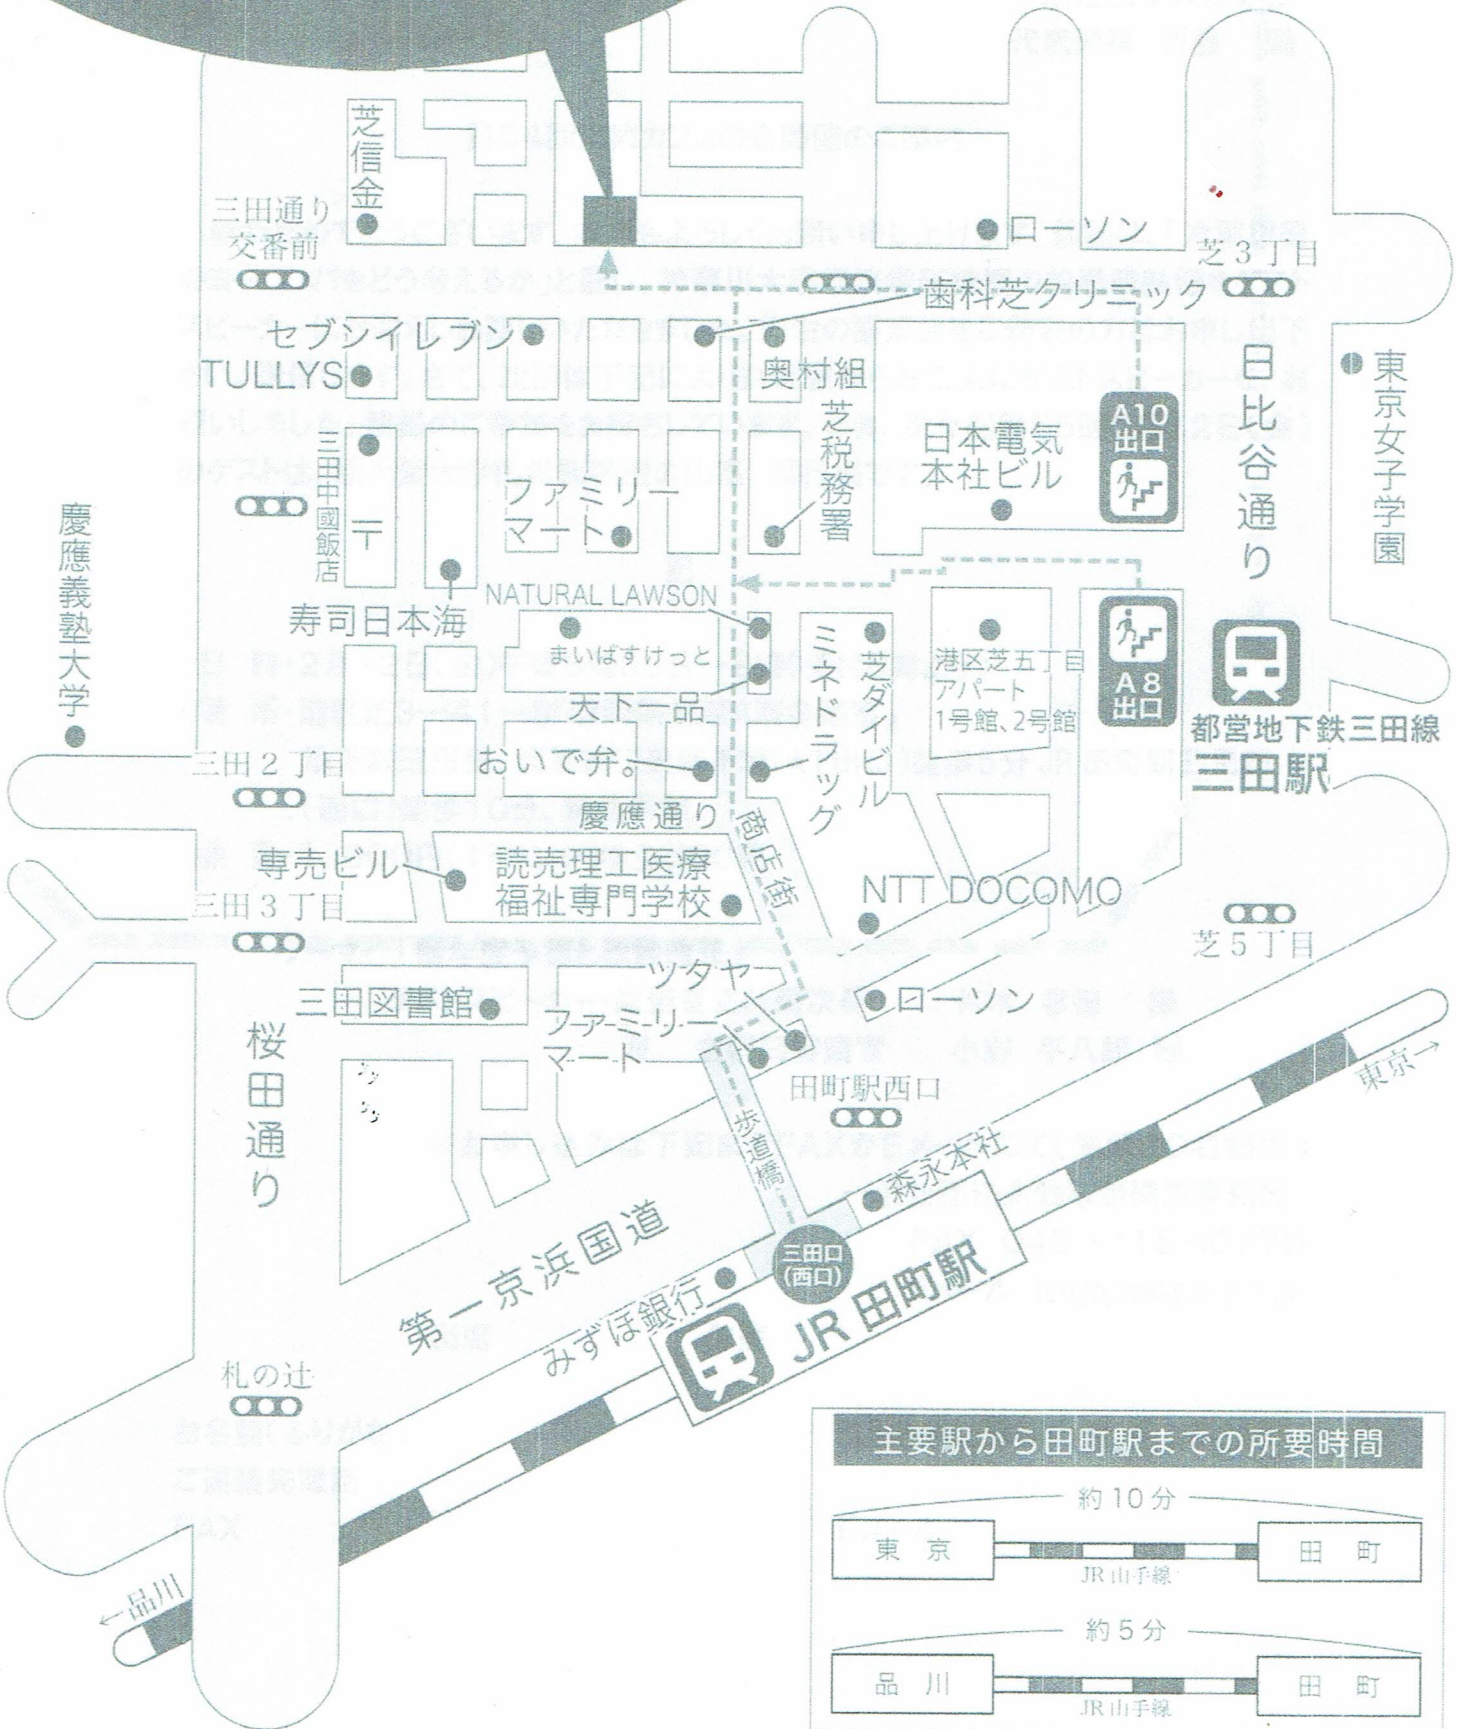 芝信金
三田通り
交番前
ローソン
芝3丁目
歯科芝クリニック
セブンイレブン
TULLYS
奥村組
芝税務署
日本電気
本社ビル
A10
出口
日比谷通り
東京女子学園
三田中國飯店
〒
ファミリー
マート
慶應義塾大学
寿司日本海
NATURAL LAWSON
まいばすけっと
天下一品
おいで弁。
ミネドラッグ
芝ダイビル
港区芝五丁目
アパート
1号館、2号館
A8
出口
都営地下鉄三田線
三田駅
三田2丁目
慶應通り
商店街
専売ビル
読売理工医療
福祉専門学校
三田3丁目
NTT DOCOMO
芝5丁目
ツタヤ
三田図書館
ローソン
ファミリー
マート
田町駅西口
東京→
桜田通り
歩道橋
森永本社
第一京浜国道
三田口
(西口)
みずほ銀行
JR 田町駅
札の辻
←品川
主要駅から田町駅までの所要時間
約10分
東京
田町
JR山手線
約5分
品川
田町
JR山手線